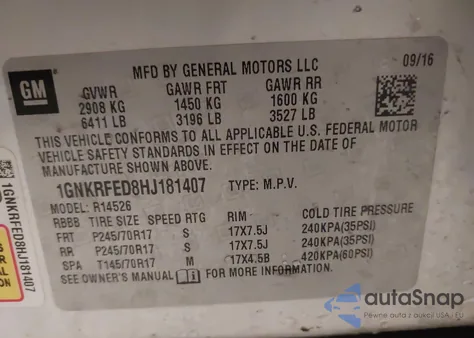 MFD BY GENERAL MOTORS LLC 09/16
GM
GVWR GAWR FRT GAWR RR
2908 KG 1450 KG 1600 KG
6411 LB 3196 LB 3527 LB
THIS VEHICLE CONFORMS TO ALL APPLICABLE U.S. FEDERAL MOTOR
VEHICLE SAFETY STANDARDS IN EFFECT ON THE DATE OF
MANUFACTURE SHOWN ABOVE.
1GNKRFED8HJ181407 TYPE: M.P.V.
MODEL: R14526
RBBB TIRE SIZE SPEED RTG RIM COLD TIRE PRESSURE
FRT P245/70R17 S 17X7.5J 240KPA(35PSI)
RR P245/70R17 S 17X7.5J 240KPA(35PSI)
SPA T145/70R17 M 17X4.5B 420KPA(60PSI)
SEE OWNER'S MANUAL FOR MORE INFORMATION.
1GNKRFED8HJ181407
autoSnap
Pewne auta z USA i EU